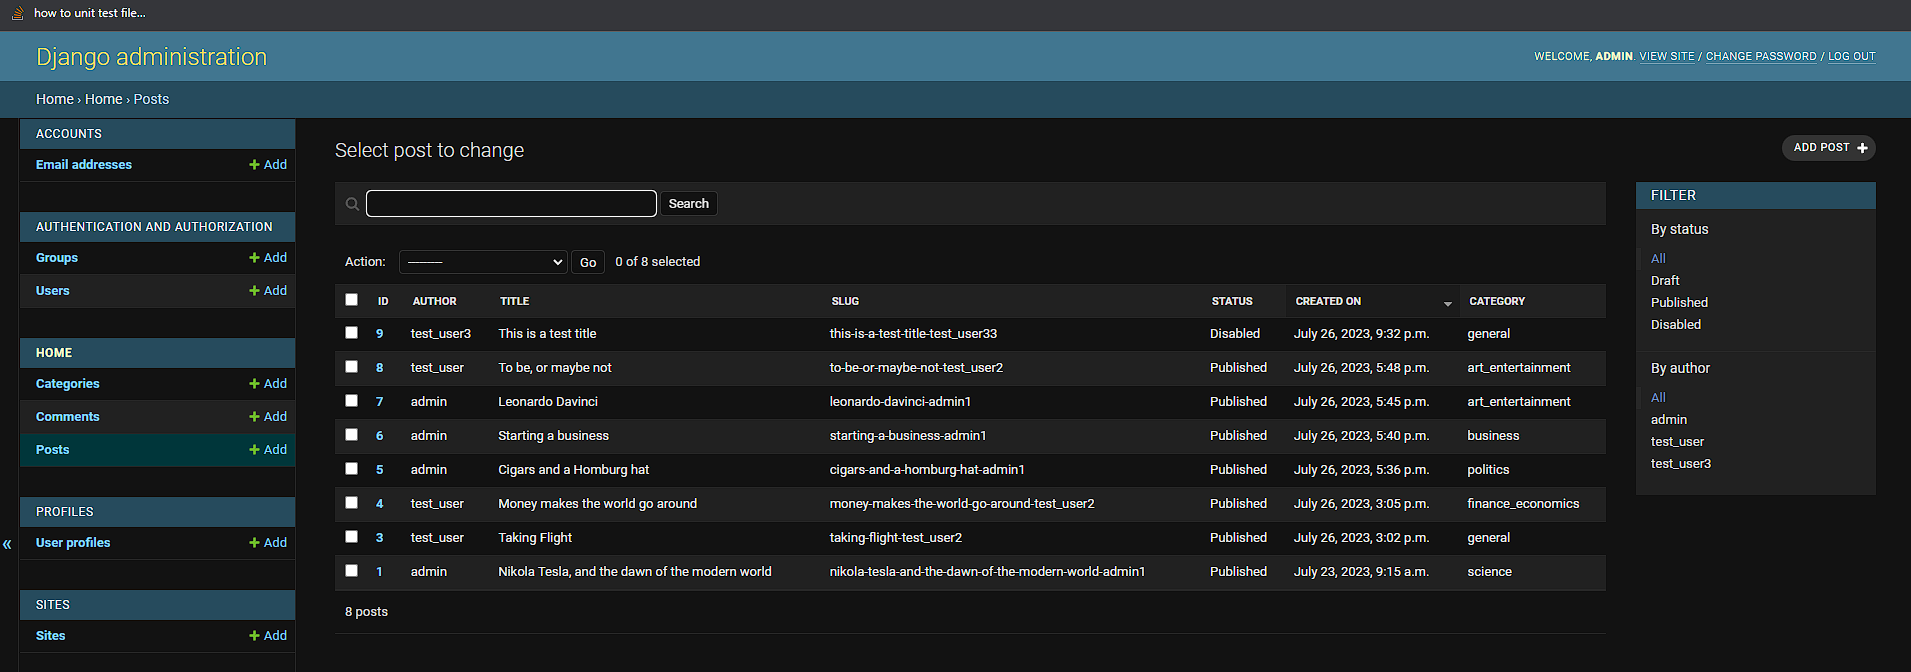 how to unit test file...
Django administration
WELCOME, ADMIN. VIEW SITE / CHANGE PASSWORD / LOG OUT
Home › Home › Posts
ACCOUNTS
Email addresses + Add
AUTHENTICATION AND AUTHORIZATION
Groups + Add
Users + Add
HOME
Categories + Add
Comments + Add
Posts + Add
PROFILES
« User profiles + Add
SITES
Sites + Add
Select post to change
ADD POST +
Search
Action: --------- Go 0 of 8 selected
ID AUTHOR TITLE SLUG STATUS CREATED ON CATEGORY
9 test_user3 This is a test title this-is-a-test-title-test_user33 Disabled July 26, 2023, 9:32 p.m. general
8 test_user To be, or maybe not to-be-or-maybe-not-test_user2 Published July 26, 2023, 5:48 p.m. art_entertainment
7 admin Leonardo Davinci leonardo-davinci-admin1 Published July 26, 2023, 5:45 p.m. art_entertainment
6 admin Starting a business starting-a-business-admin1 Published July 26, 2023, 5:40 p.m. business
5 admin Cigars and a Homburg hat cigars-and-a-homburg-hat-admin1 Published July 26, 2023, 5:36 p.m. politics
4 test_user Money makes the world go around money-makes-the-world-go-around-test_user2 Published July 26, 2023, 3:05 p.m. finance_economics
3 test_user Taking Flight taking-flight-test_user2 Published July 26, 2023, 3:02 p.m. general
1 admin Nikola Tesla, and the dawn of the modern world nikola-tesla-and-the-dawn-of-the-modern-world-admin1 Published July 23, 2023, 9:15 a.m. science
8 posts
FILTER
By status
All
Draft
Published
Disabled
By author
All
admin
test_user
test_user3